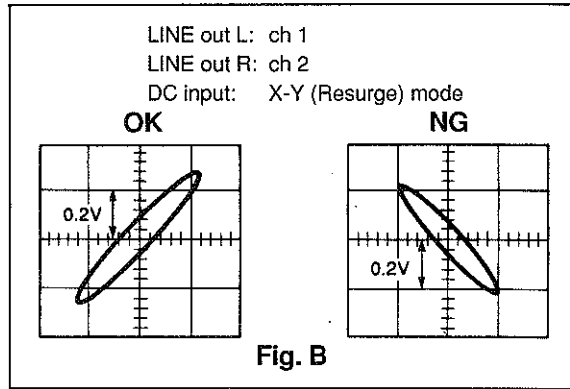 LINE out L: ch 1
LINE out R: ch 2
DC input: X-Y (Resurge) mode
OK
NG
0.2V
0.2V
Fig. B